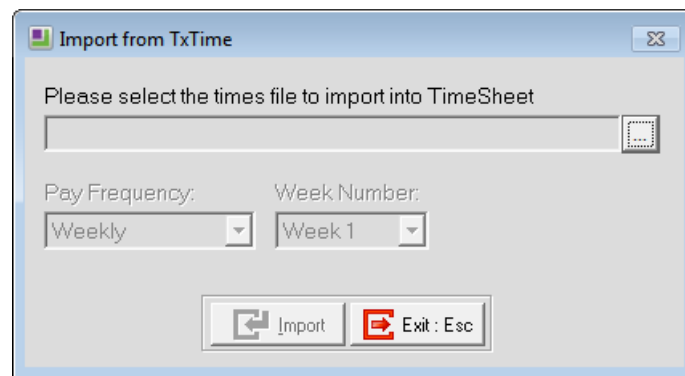 Import from TxTime
Please select the times file to import into TimeSheet
...
Pay Frequency: Week Number:
Weekly Week 1
Import Exit : Esc